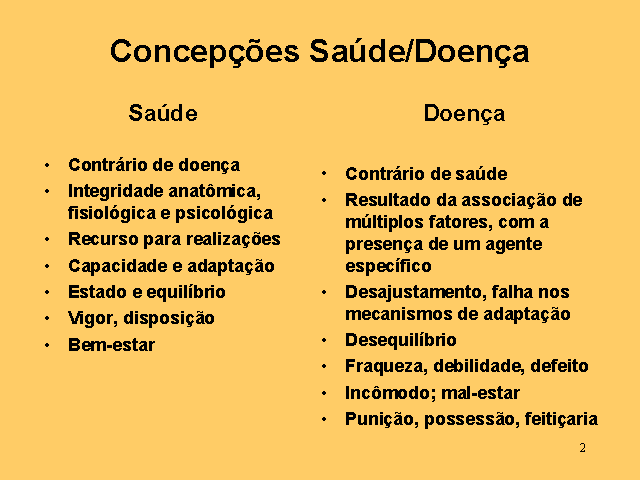 Concepções Saúde/Doença
Saúde
• Contrário de doença
• Integridade anatômica,
fisiológica e psicológica
• Recurso para realizações
• Capacidade e adaptação
• Estado e equilíbrio
• Vigor, disposição
• Bem-estar
Doença
• Contrário de saúde
• Resultado da associação de
múltiplos fatores, com a
presença de um agente
específico
• Desajustamento, falha nos
mecanismos de adaptação
• Desequilíbrio
• Fraqueza, debilidade, defeito
• Incômodo; mal-estar
• Punição, possessão, feitiçaria
2